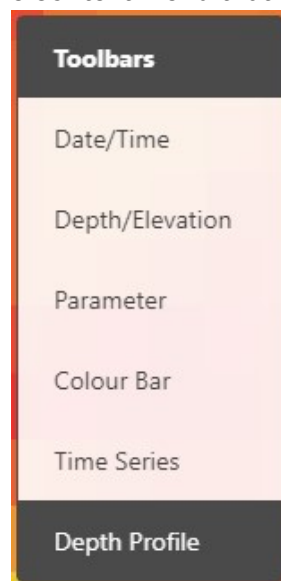 Toolbars
Date/Time
Depth/Elevation
Parameter
Colour Bar
Time Series
Depth Profile